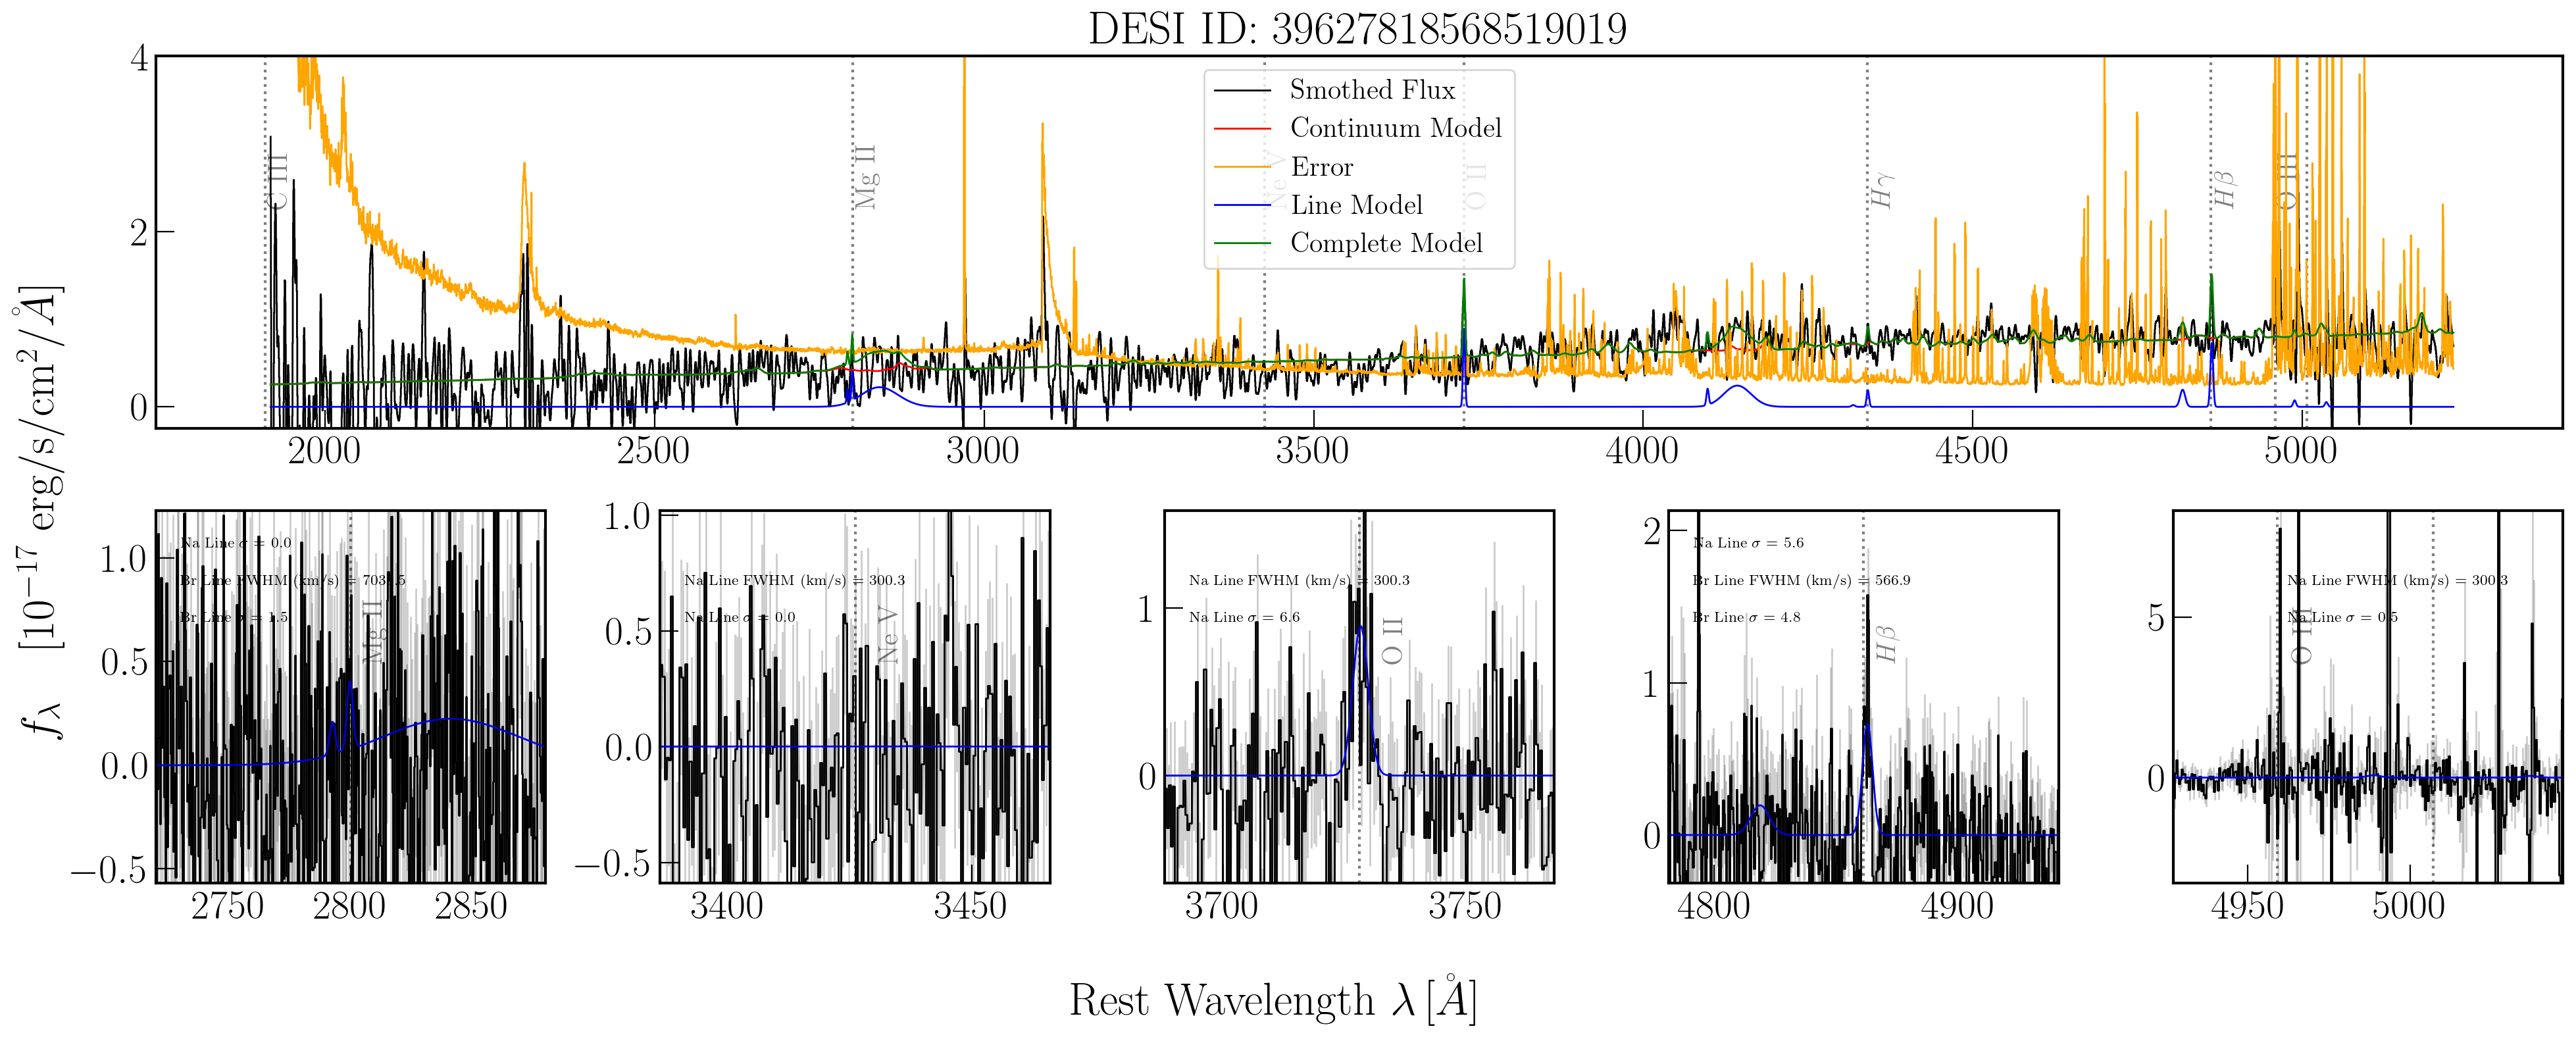 DESI ID: 39627818568519019
4
2
0
Smothed Flux
Continuum Model
Error
Line Model
Complete Model
C III
Mg II
Ne V
O II
Hγ
Hβ
O III
2000 2500 3000 3500 4000 4500 5000
f_λ [10^{-17} erg/s/cm^2/Å]
1.0
0.5
0.0
−0.5
Na Line σ = 0.0
Br Line σ = 1.5
Mg II
2750 2800 2850
1.0
0.5
0.0
−0.5
Na Line FWHM (km/s) = 300.3
Na Line σ = 0.0
Ne V
3400 3450
1
0
Na Line FWHM (km/s) = 300.3
Na Line σ = 6.6
O II
3700 3750
2
1
0
Na Line σ = 5.6
Br Line FWHM (km/s) = 566.9
Br Line σ = 4.8
Hβ
4800 4900
5
0
Na Line FWHM (km/s) = 300.3
Na Line σ = 0.5
O III
4950 5000
Rest Wavelength λ [Å]